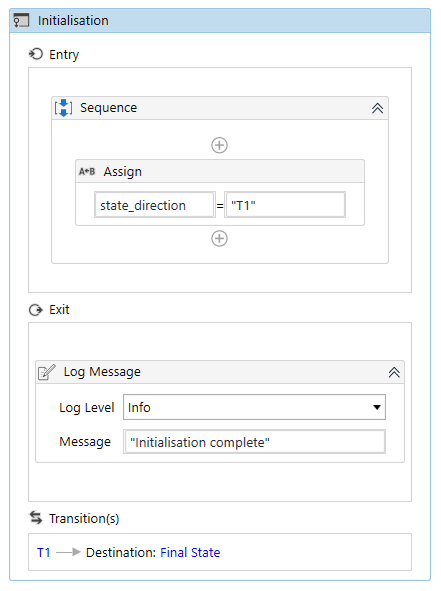 Initialisation
Entry
Sequence
A+B Assign
state_direction = "T1"
Exit
Log Message
Log Level Info
Message "Initialisation complete"
Transition(s)
T1 Destination: Final State